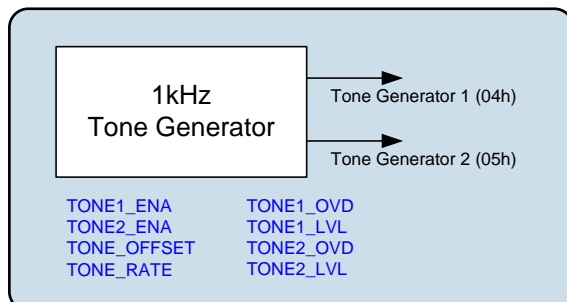 1kHz
Tone Generator
Tone Generator 1 (04h)
Tone Generator 2 (05h)
TONE1_ENA
TONE2_ENA
TONE_OFFSET
TONE_RATE
TONE1_OVD
TONE1_LVL
TONE2_OVD
TONE2_LVL